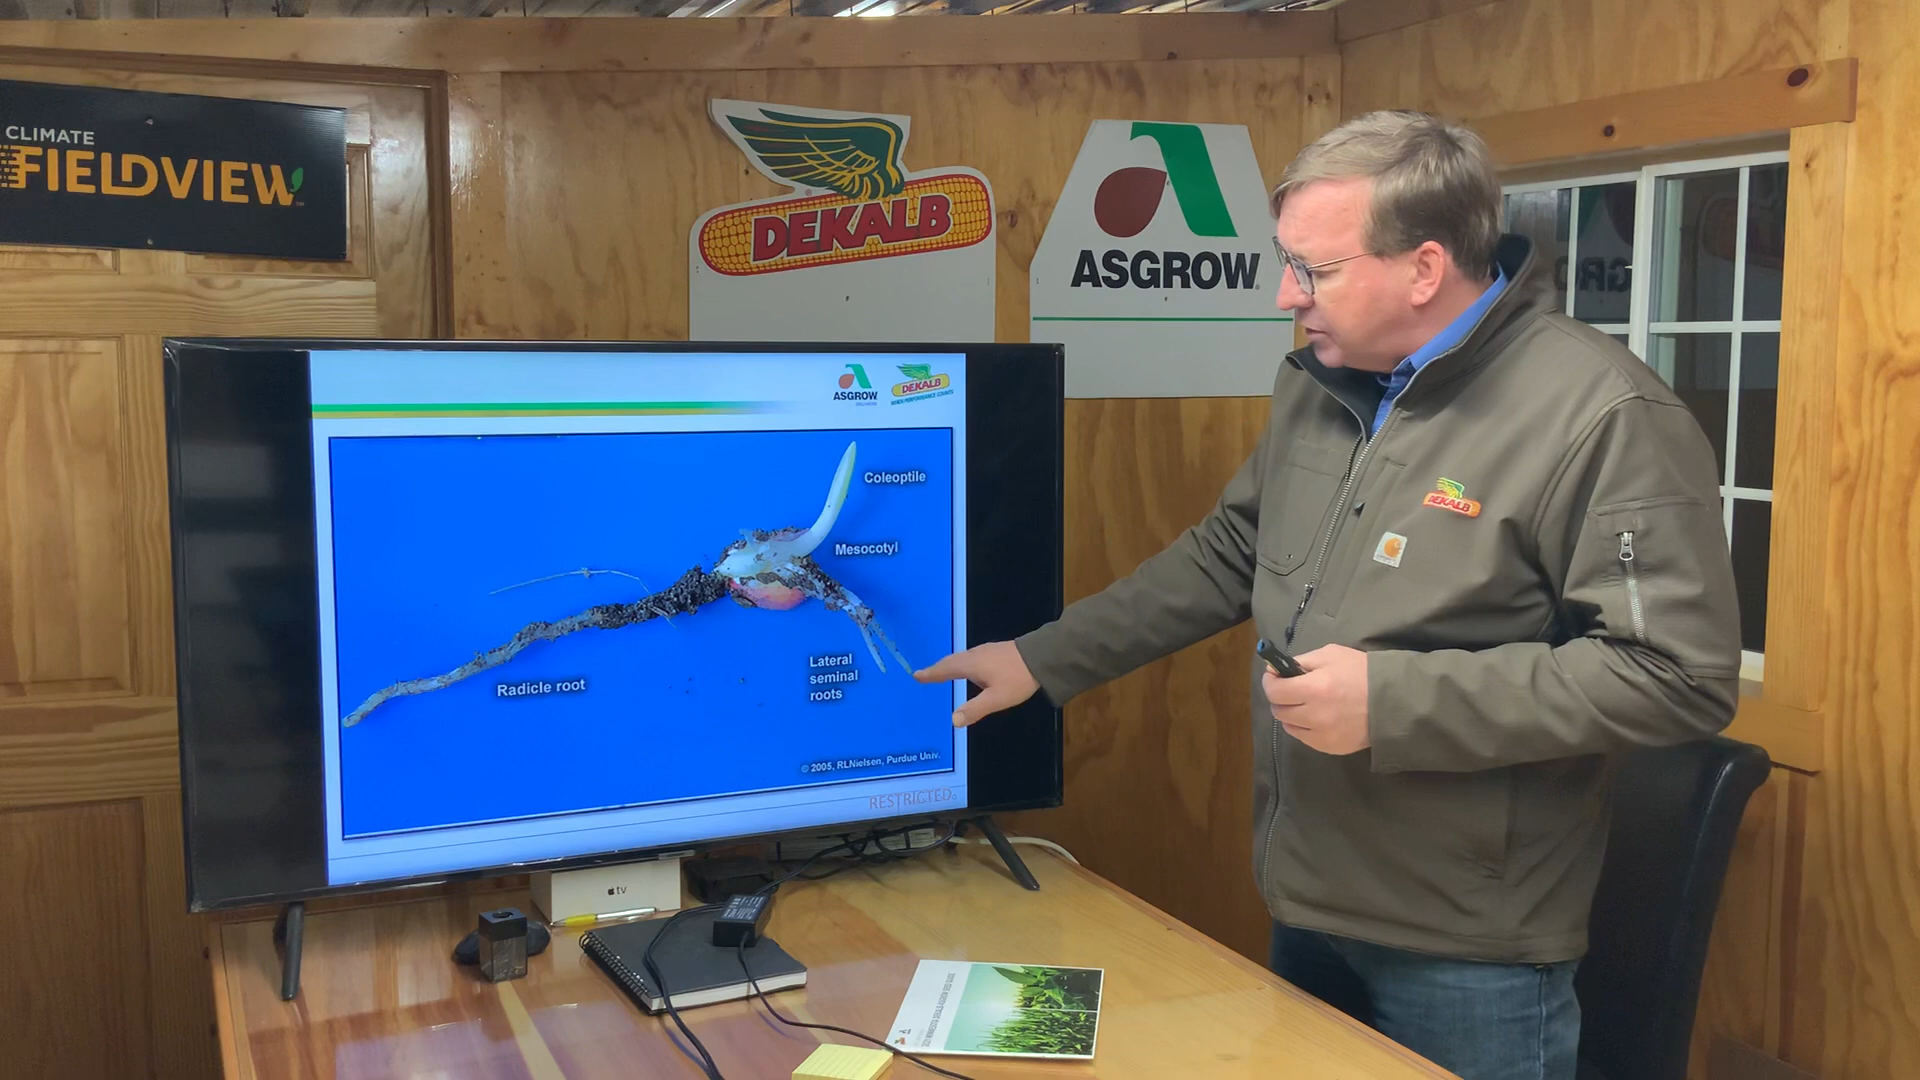 CLIMATE
FIELDVIEW
DEKALB
ASGROW
ASGROW
DEKALB
Coleoptile
Mesocotyl
Lateral
seminal
roots
Radicle root
© 2005, RLNielsen, Purdue Univ.
RESTRICTED
DEKALB
tv